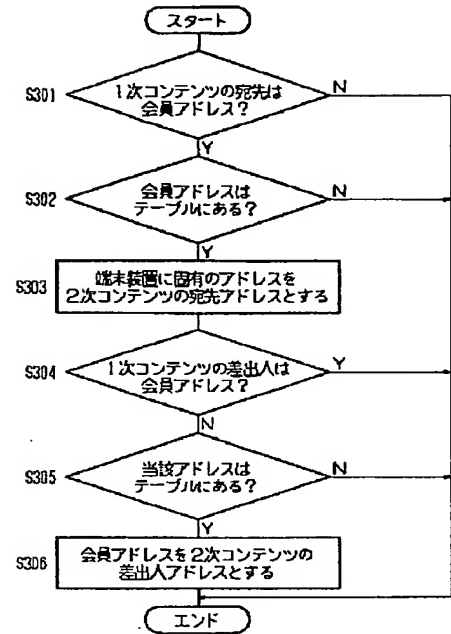 スタート
S301
1次コンテンツの宛先は
会員アドレス?
N
Y
S302
会員アドレスは
テーブルにある?
N
Y
S303
端末装置に固有のアドレスを
2次コンテンツの宛先アドレスとする
S304
1次コンテンツの差出人は
会員アドレス?
Y
N
S305
当該アドレスは
テーブルにある?
N
Y
S306
会員アドレスを2次コンテンツの
差出人アドレスとする
エンド